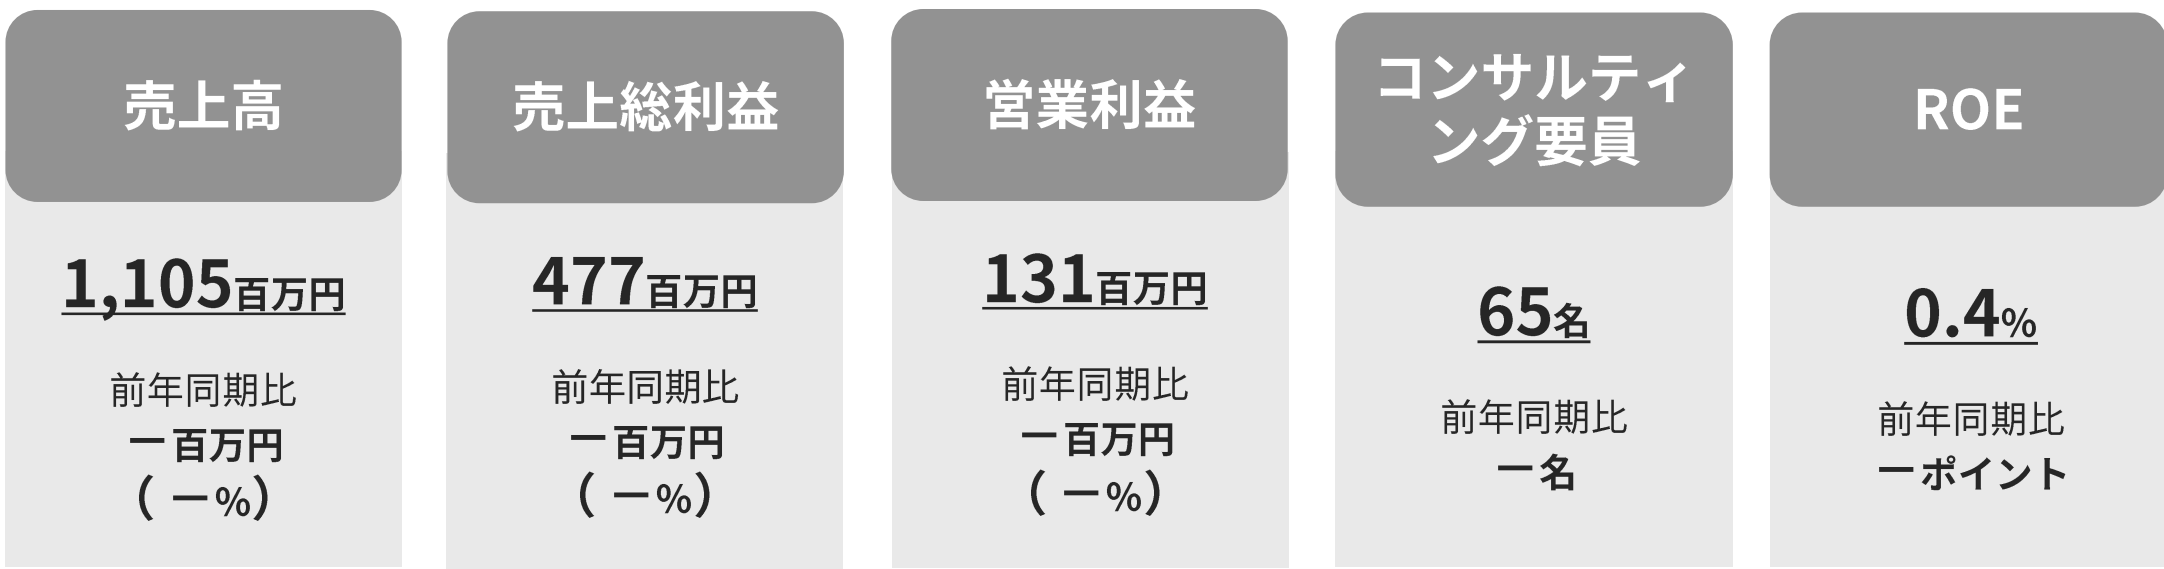 売上高
1,105百万円
前年同期比
ー百万円
（ ー%）
売上総利益
477百万円
前年同期比
ー百万円
（ ー%）
営業利益
131百万円
前年同期比
ー百万円
（ ー%）
コンサルティ
ング要員
65名
前年同期比
ー名
ROE
0.4%
前年同期比
ーポイント